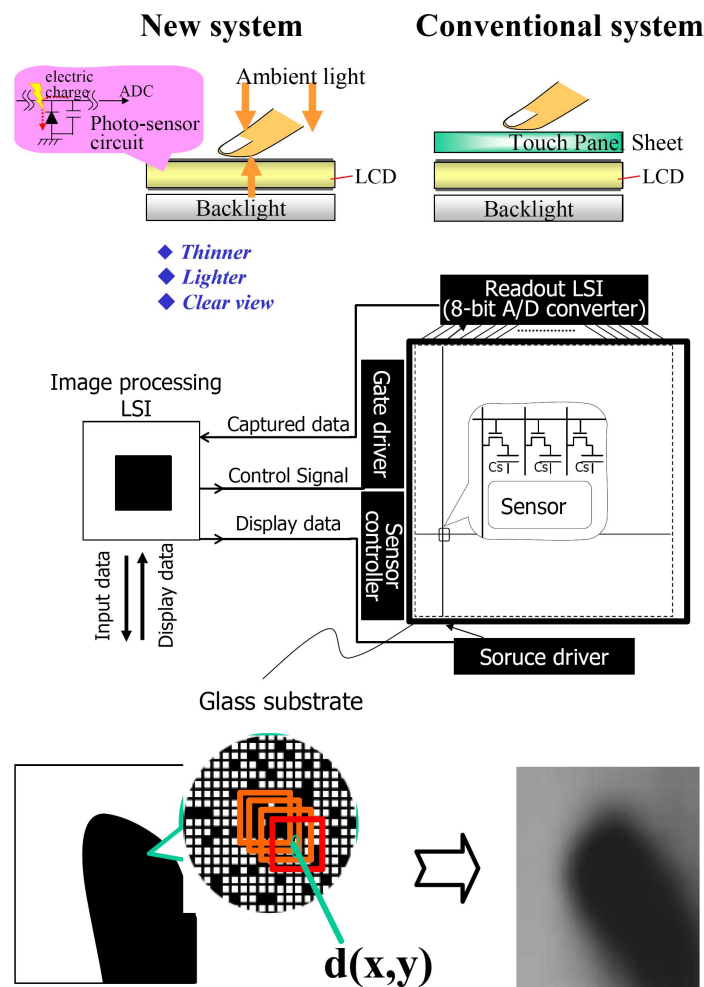 New system
Conventional system
electric
charge
ADC
Photo-sensor
circuit
Ambient light
LCD
Backlight
Touch Panel Sheet
LCD
Backlight
◆ Thinner
◆ Lighter
◆ Clear view
Readout LSI
(8-bit A/D converter)
Image processing
LSI
Captured data
Control Signal
Display data
Input data
Display data
Gate driver
Sensor
controller
Cs
Cs
Cs
Sensor
Soruce driver
Glass substrate
d(x,y)